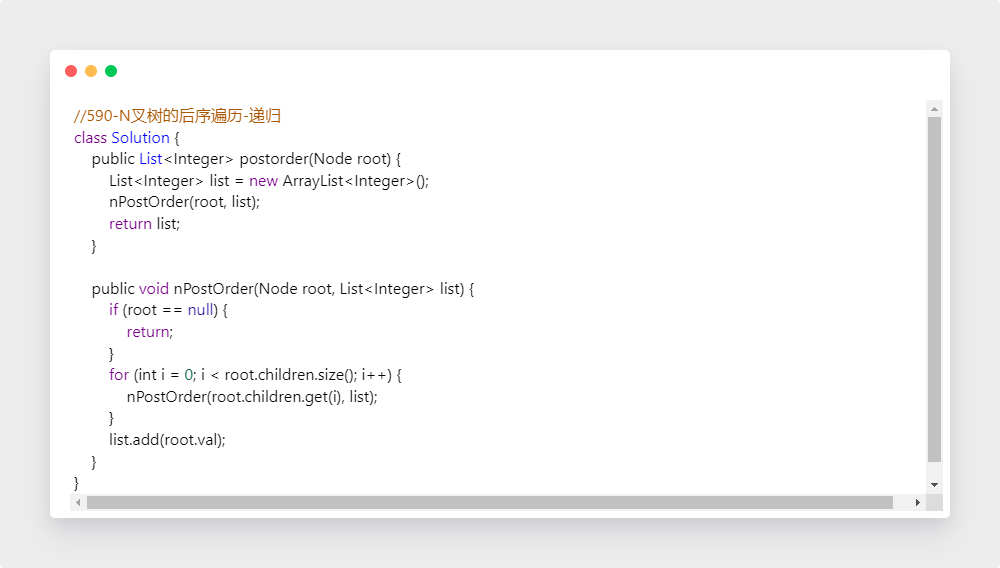 //590-N叉树的后序遍历-递归
class Solution {
    public List<Integer> postorder(Node root) {
        List<Integer> list = new ArrayList<Integer>();
        nPostOrder(root, list);
        return list;
    }

    public void nPostOrder(Node root, List<Integer> list) {
        if (root == null) {
            return;
        }
        for (int i = 0; i < root.children.size(); i++) {
            nPostOrder(root.children.get(i), list);
        }
        list.add(root.val);
    }
}